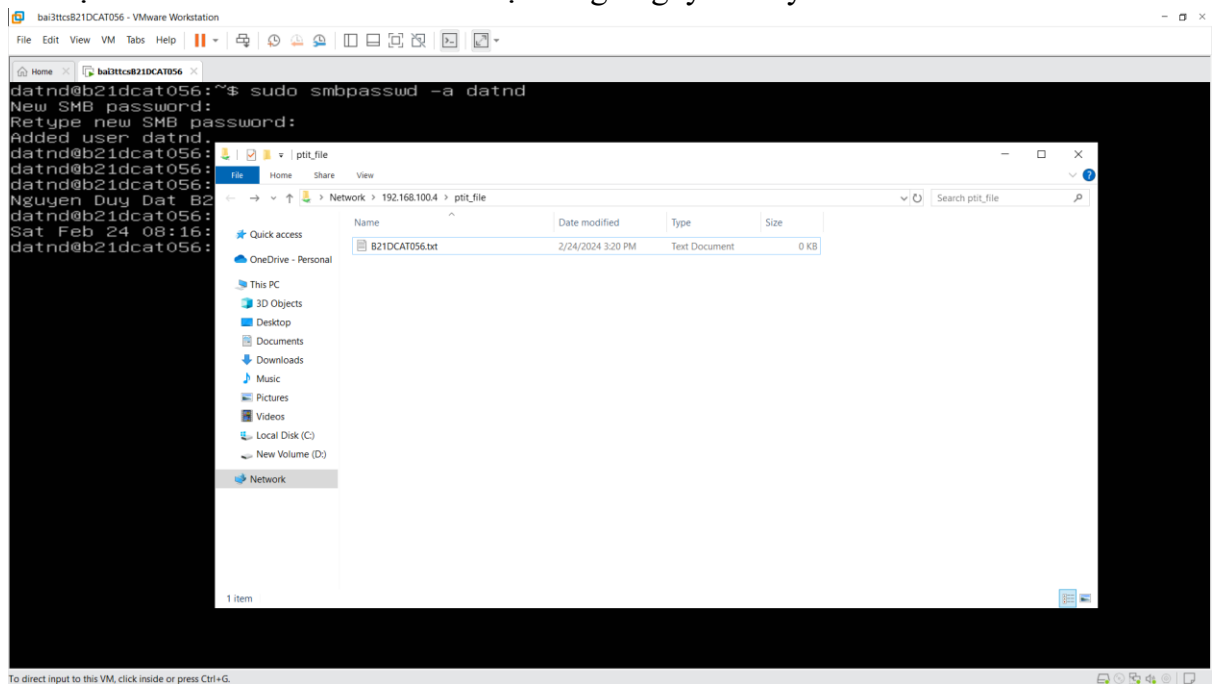 bai3ttcsB21DCAT056 - VMware Workstation
File Edit View VM Tabs Help
Home bai3ttcsB21DCAT056
datnd@b21dcat056:~$ sudo smbpasswd -a datnd
New SMB password:
Retype new SMB password:
Added user datnd.
datnd@b21dcat056:
datnd@b21dcat056:
datnd@b21dcat056:
Nguyen Duy Dat B2
datnd@b21dcat056:
Sat Feb 24 08:16:
datnd@b21dcat056:
ptit_file
File Home Share View
Network > 192.168.100.4 > ptit_file
Search ptit_file
Name Date modified Type Size
B21DCAT056.txt 2/24/2024 3:20 PM Text Document 0 KB
Quick access
OneDrive - Personal
This PC
3D Objects
Desktop
Documents
Downloads
Music
Pictures
Videos
Local Disk (C:)
New Volume (D:)
Network
1 item
To direct input to this VM, click inside or press Ctrl+G.